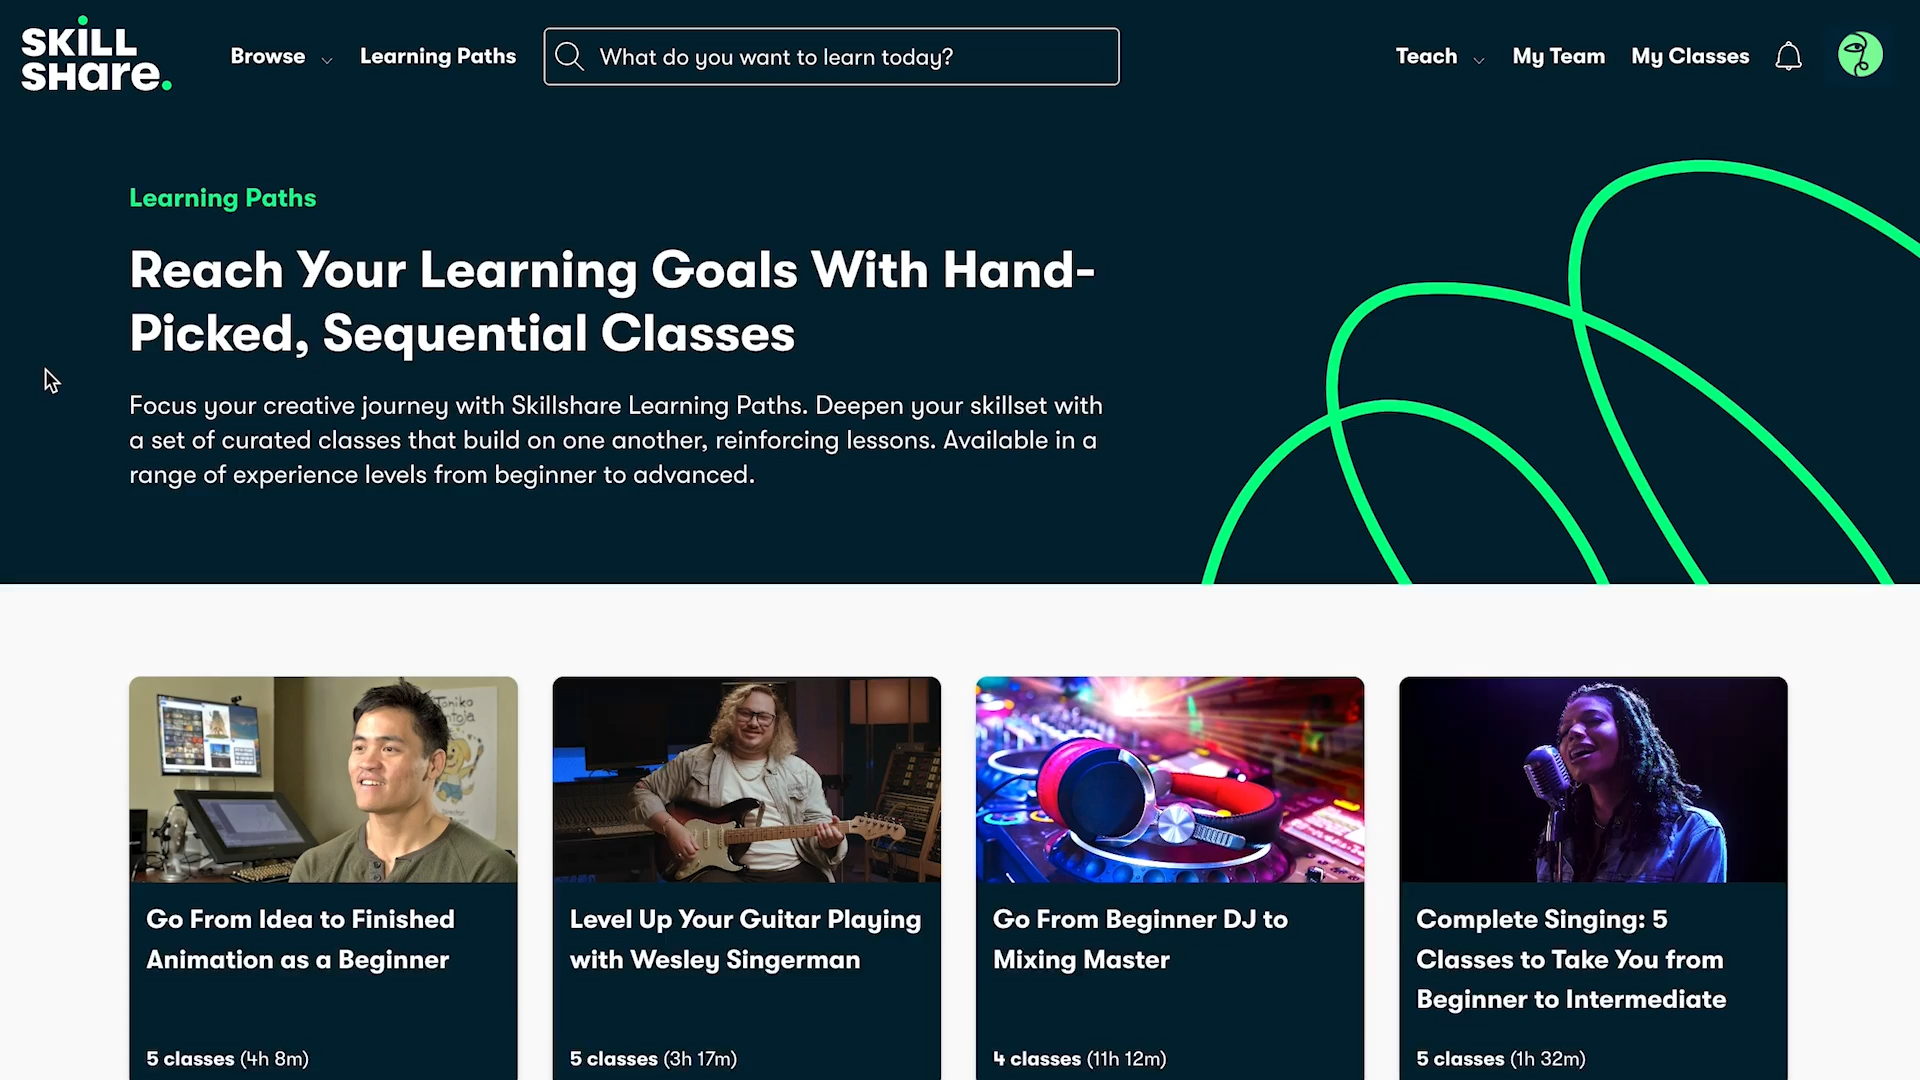 SKILL
SHare.
Browse
Learning Paths
What do you want to learn today?
Teach
My Team
My Classes
Learning Paths
Reach Your Learning Goals With Hand-
Picked, Sequential Classes
Focus your creative journey with Skillshare Learning Paths. Deepen your skillset with
a set of curated classes that build on one another, reinforcing lessons. Available in a
range of experience levels from beginner to advanced.
Go From Idea to Finished
Animation as a Beginner
5 classes (4h 8m)
Level Up Your Guitar Playing
with Wesley Singerman
5 classes (3h 17m)
Go From Beginner DJ to
Mixing Master
4 classes (11h 12m)
Complete Singing: 5
Classes to Take You from
Beginner to Intermediate
5 classes (1h 32m)